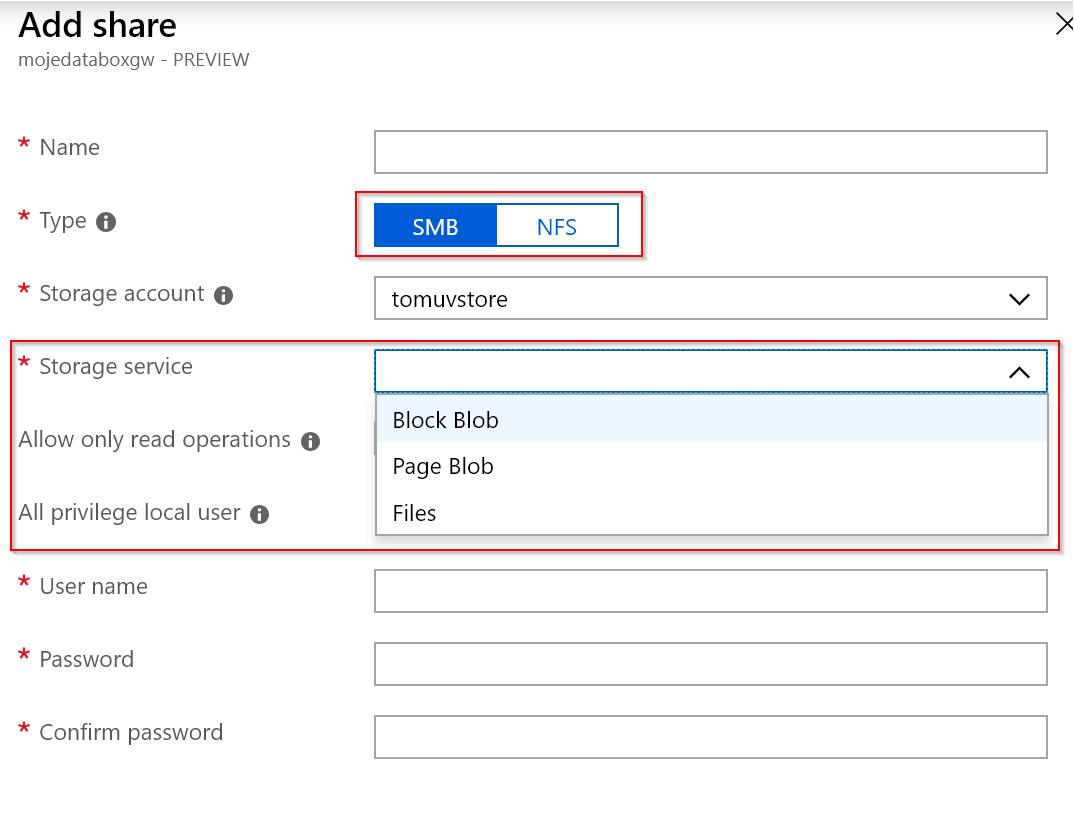 Add share
mojedataboxgw - PREVIEW
* Name
* Type
SMB NFS
* Storage account
tomuvstore
* Storage service
Block Blob
Allow only read operations
Page Blob
All privilege local user
Files
* User name
* Password
* Confirm password